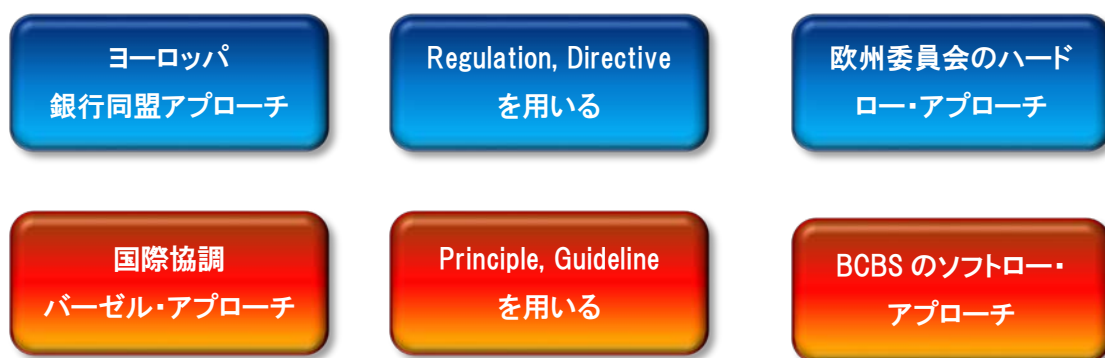 ヨーロッパ
銀行同盟アプローチ
Regulation, Directive
を用いる
欧州委員会のハード
ロー・アプローチ
国際協調
バーゼル・アプローチ
Principle, Guideline
を用いる
BCBS のソフトロー・
アプローチ